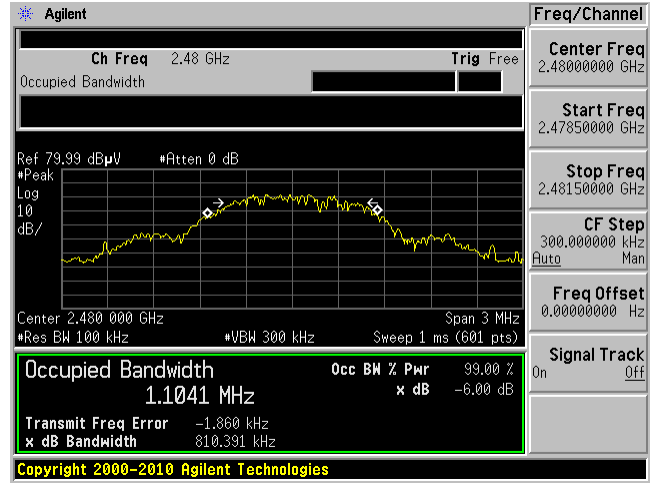 Agilent
Freq/Channel
Ch Freq 2.48 GHz Trig Free
Occupied Bandwidth
Center Freq
2.48000000 GHz
Start Freq
2.47850000 GHz
Stop Freq
2.48150000 GHz
CF Step
300.000000 kHz
Auto Man
Freq Offset
0.00000000 Hz
Signal Track
On Off
Ref 79.99 dBµV #Atten 0 dB
#Peak
Log
10
dB/
Center 2.480 000 GHz Span 3 MHz
#Res BW 100 kHz #VBW 300 kHz Sweep 1 ms (601 pts)
Occupied Bandwidth
1.1041 MHz
Occ BW % Pwr 99.00 %
x dB -6.00 dB
Transmit Freq Error -1.860 kHz
x dB Bandwidth 810.391 kHz
Copyright 2000-2010 Agilent Technologies